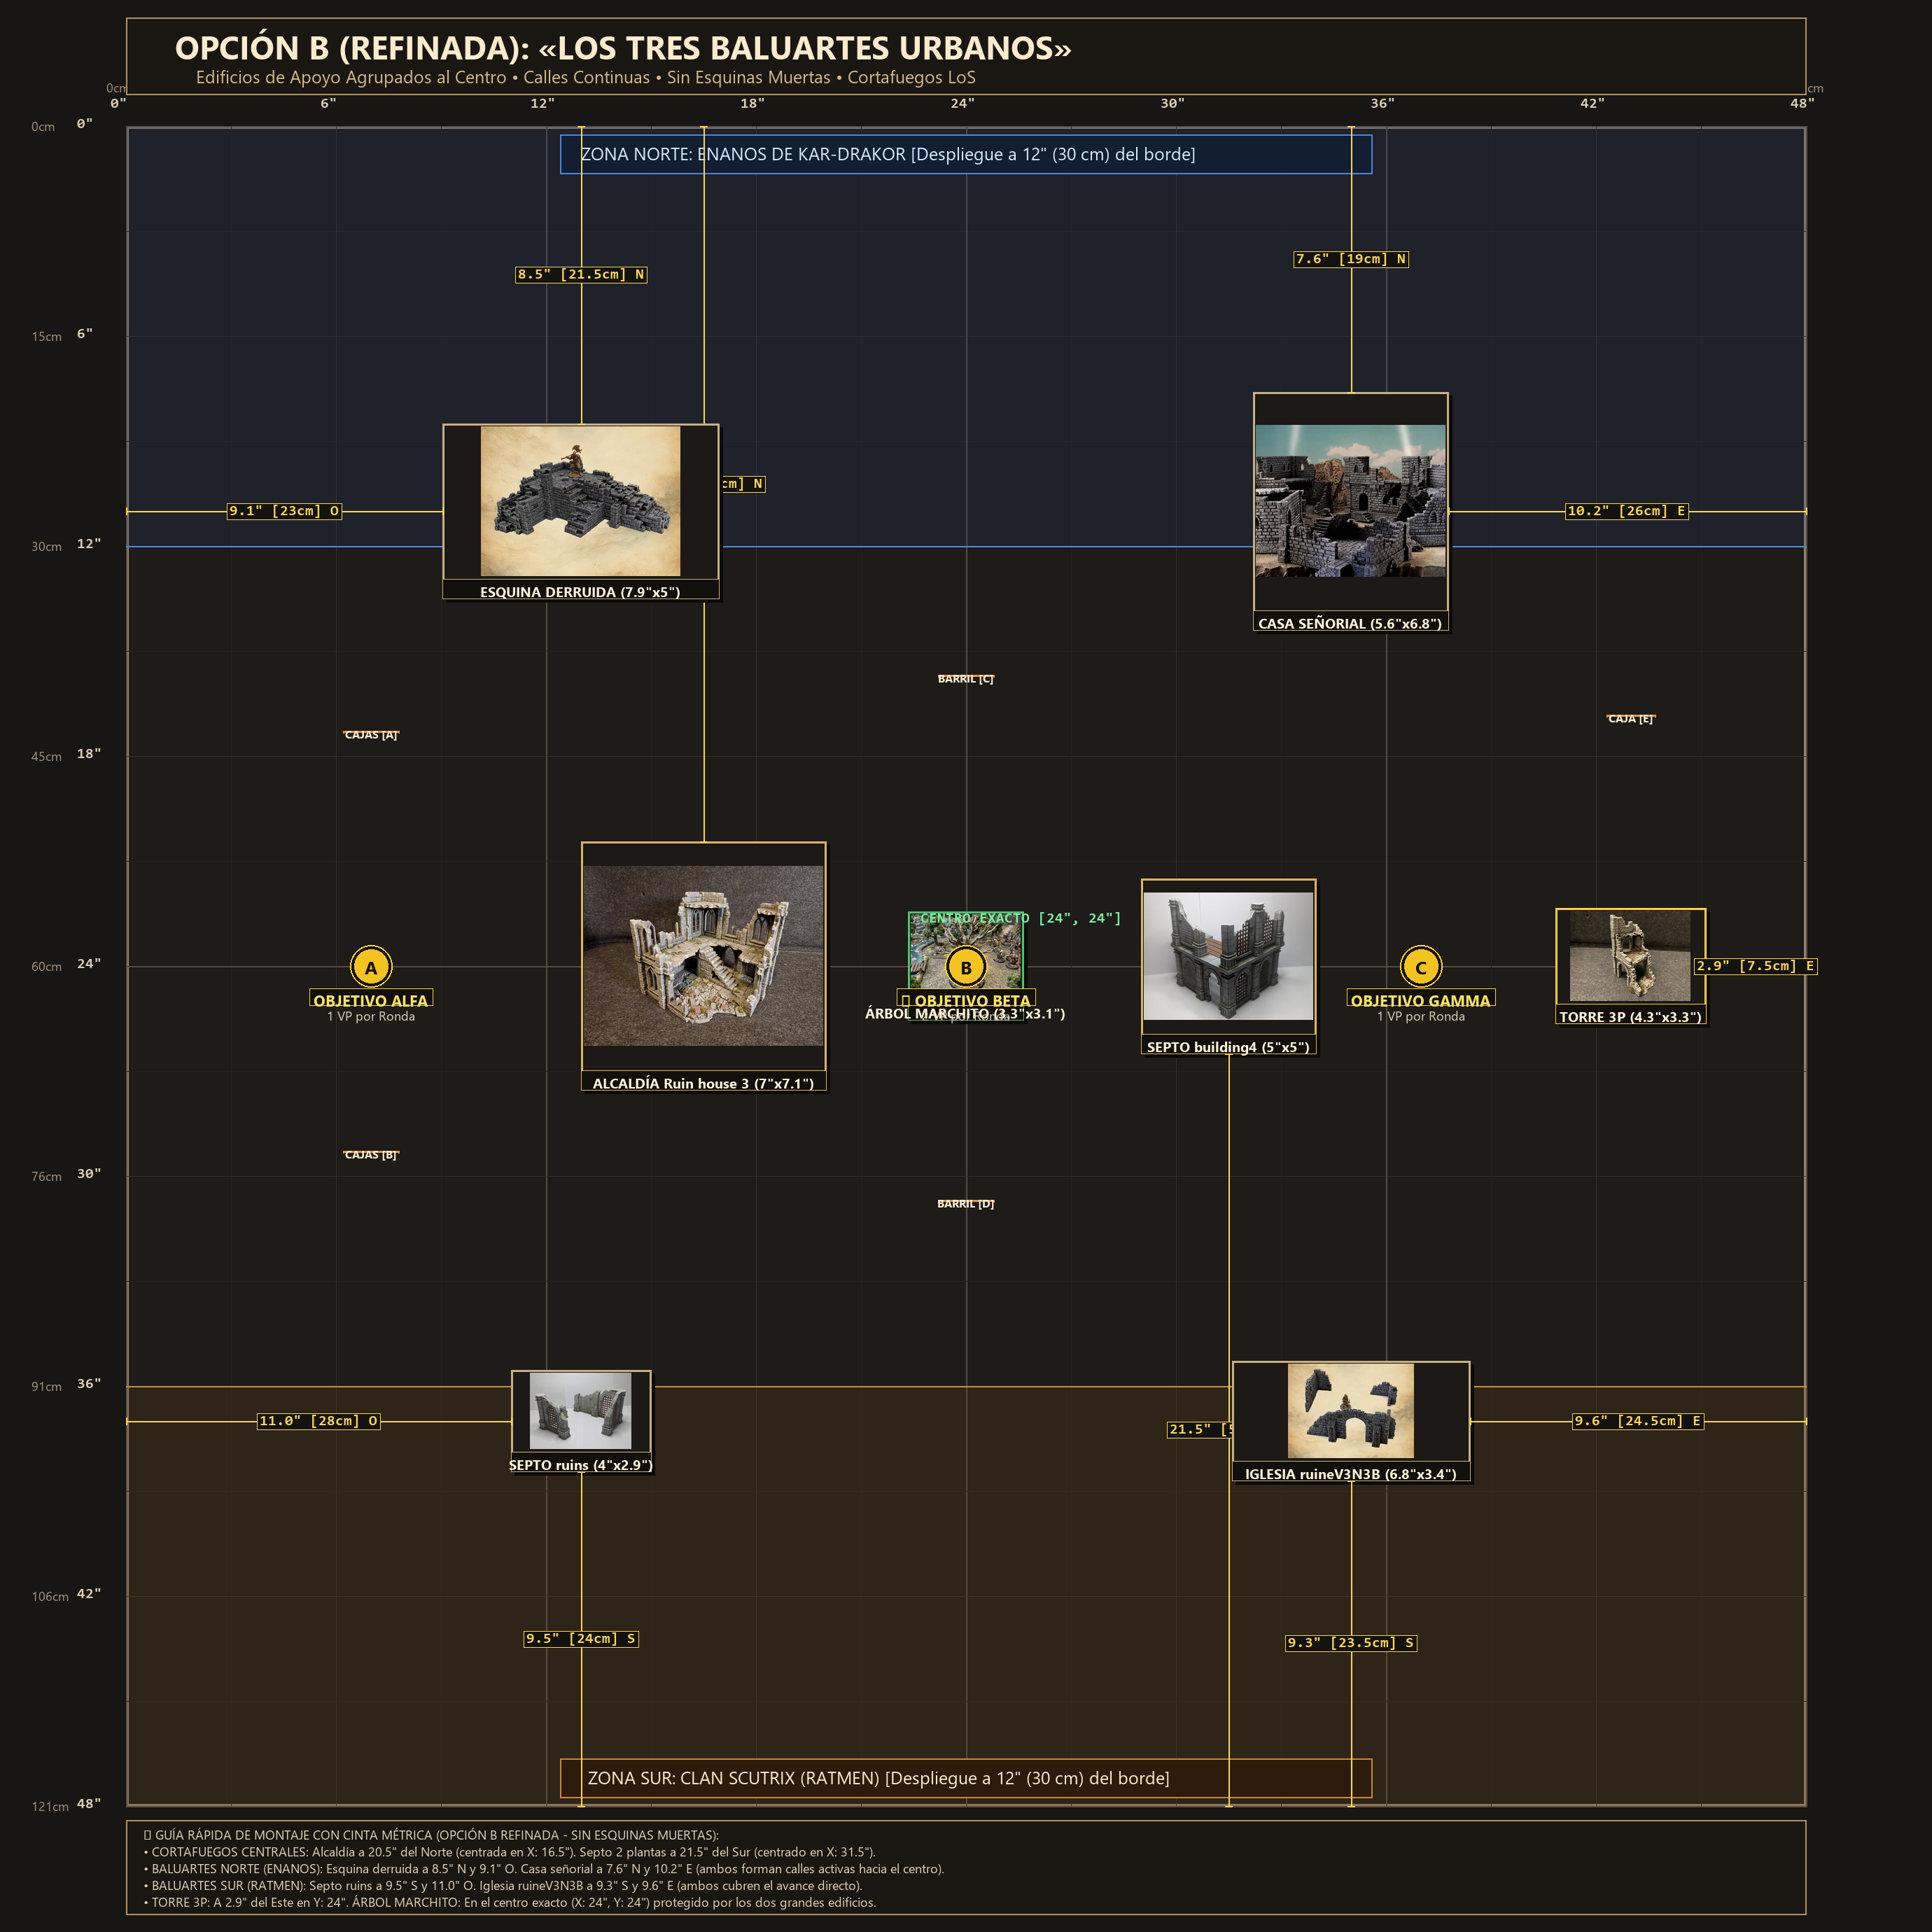 OPCIÓN B (REFINADA): «LOS TRES BALUARTES URBANOS»
Edificios de Apoyo Agrupados al Centro • Calles Continuas • Sin Esquinas Muertas • Cortafuegos LoS
0cm
cm
0" 6" 12" 18" 24" 30" 36" 42" 48"
0cm 0"
ZONA NORTE: ENANOS DE KAR-DRAKOR [Despliegue a 12" (30 cm) del borde]
7.6" [19cm] N
8.5" [21.5cm] N
15cm 6"
cm] N
9.1" [23cm] O
10.2" [26cm] E
30cm 12"
ESQUINA DERRUIDA (7.9"x5")
CASA SEÑORIAL (5.6"x6.8")
BARRIL [C]
CAJA [E]
CAJAS [A]
45cm 18"
CENTRO EXACTO [24", 24"]
60cm 24"
A
B
C
2.9" [7.5cm] E
OBJETIVO ALFA
OBJETIVO BETA
OBJETIVO GAMMA
1 VP por Ronda
ÁRBOL MARCHITO (3.3"x3.1")
1 VP por Ronda
TORRE 3P (4.3"x3.3")
SEPTO building4 (5"x5")
ALCALDÍA Ruin house 3 (7"x7.1")
CAJAS [B]
76cm 30"
BARRIL [D]
91cm 36"
11.0" [28cm] O
21.5" [
9.6" [24.5cm] E
SEPTO ruins (4"x2.9")
IGLESIA ruineV3N3B (6.8"x3.4")
106cm 42"
9.5" [24cm] S
9.3" [23.5cm] S
ZONA SUR: CLAN SCUTRIX (RATMEN) [Despliegue a 12" (30 cm) del borde]
121cm 48"
GUÍA RÁPIDA DE MONTAJE CON CINTA MÉTRICA (OPCIÓN B REFINADA - SIN ESQUINAS MUERTAS):
• CORTAFUEGOS CENTRALES: Alcaldía a 20.5" del Norte (centrada en X: 16.5"). Septo 2 plantas a 21.5" del Sur (centrado en X: 31.5").
• BALUARTES NORTE (ENANOS): Esquina derruida a 8.5" N y 9.1" O. Casa señorial a 7.6" N y 10.2" E (ambos forman calles activas hacia el centro).
• BALUARTES SUR (RATMEN): Septo ruins a 9.5" S y 11.0" O. Iglesia ruineV3N3B a 9.3" S y 9.6" E (ambos cubren el avance directo).
• TORRE 3P: A 2.9" del Este en Y: 24". ÁRBOL MARCHITO: En el centro exacto (X: 24", Y: 24") protegido por los dos grandes edificios.